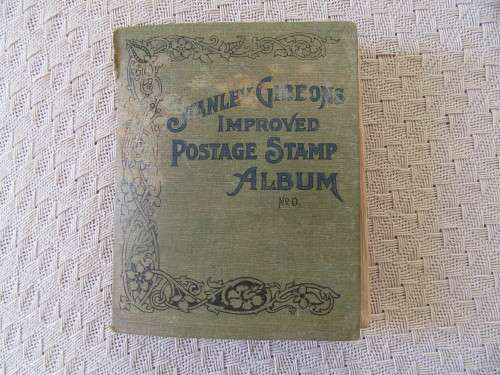 STANLEY GIBBONS
IMPROVED
POSTAGE STAMP
ALBUM
No 0.